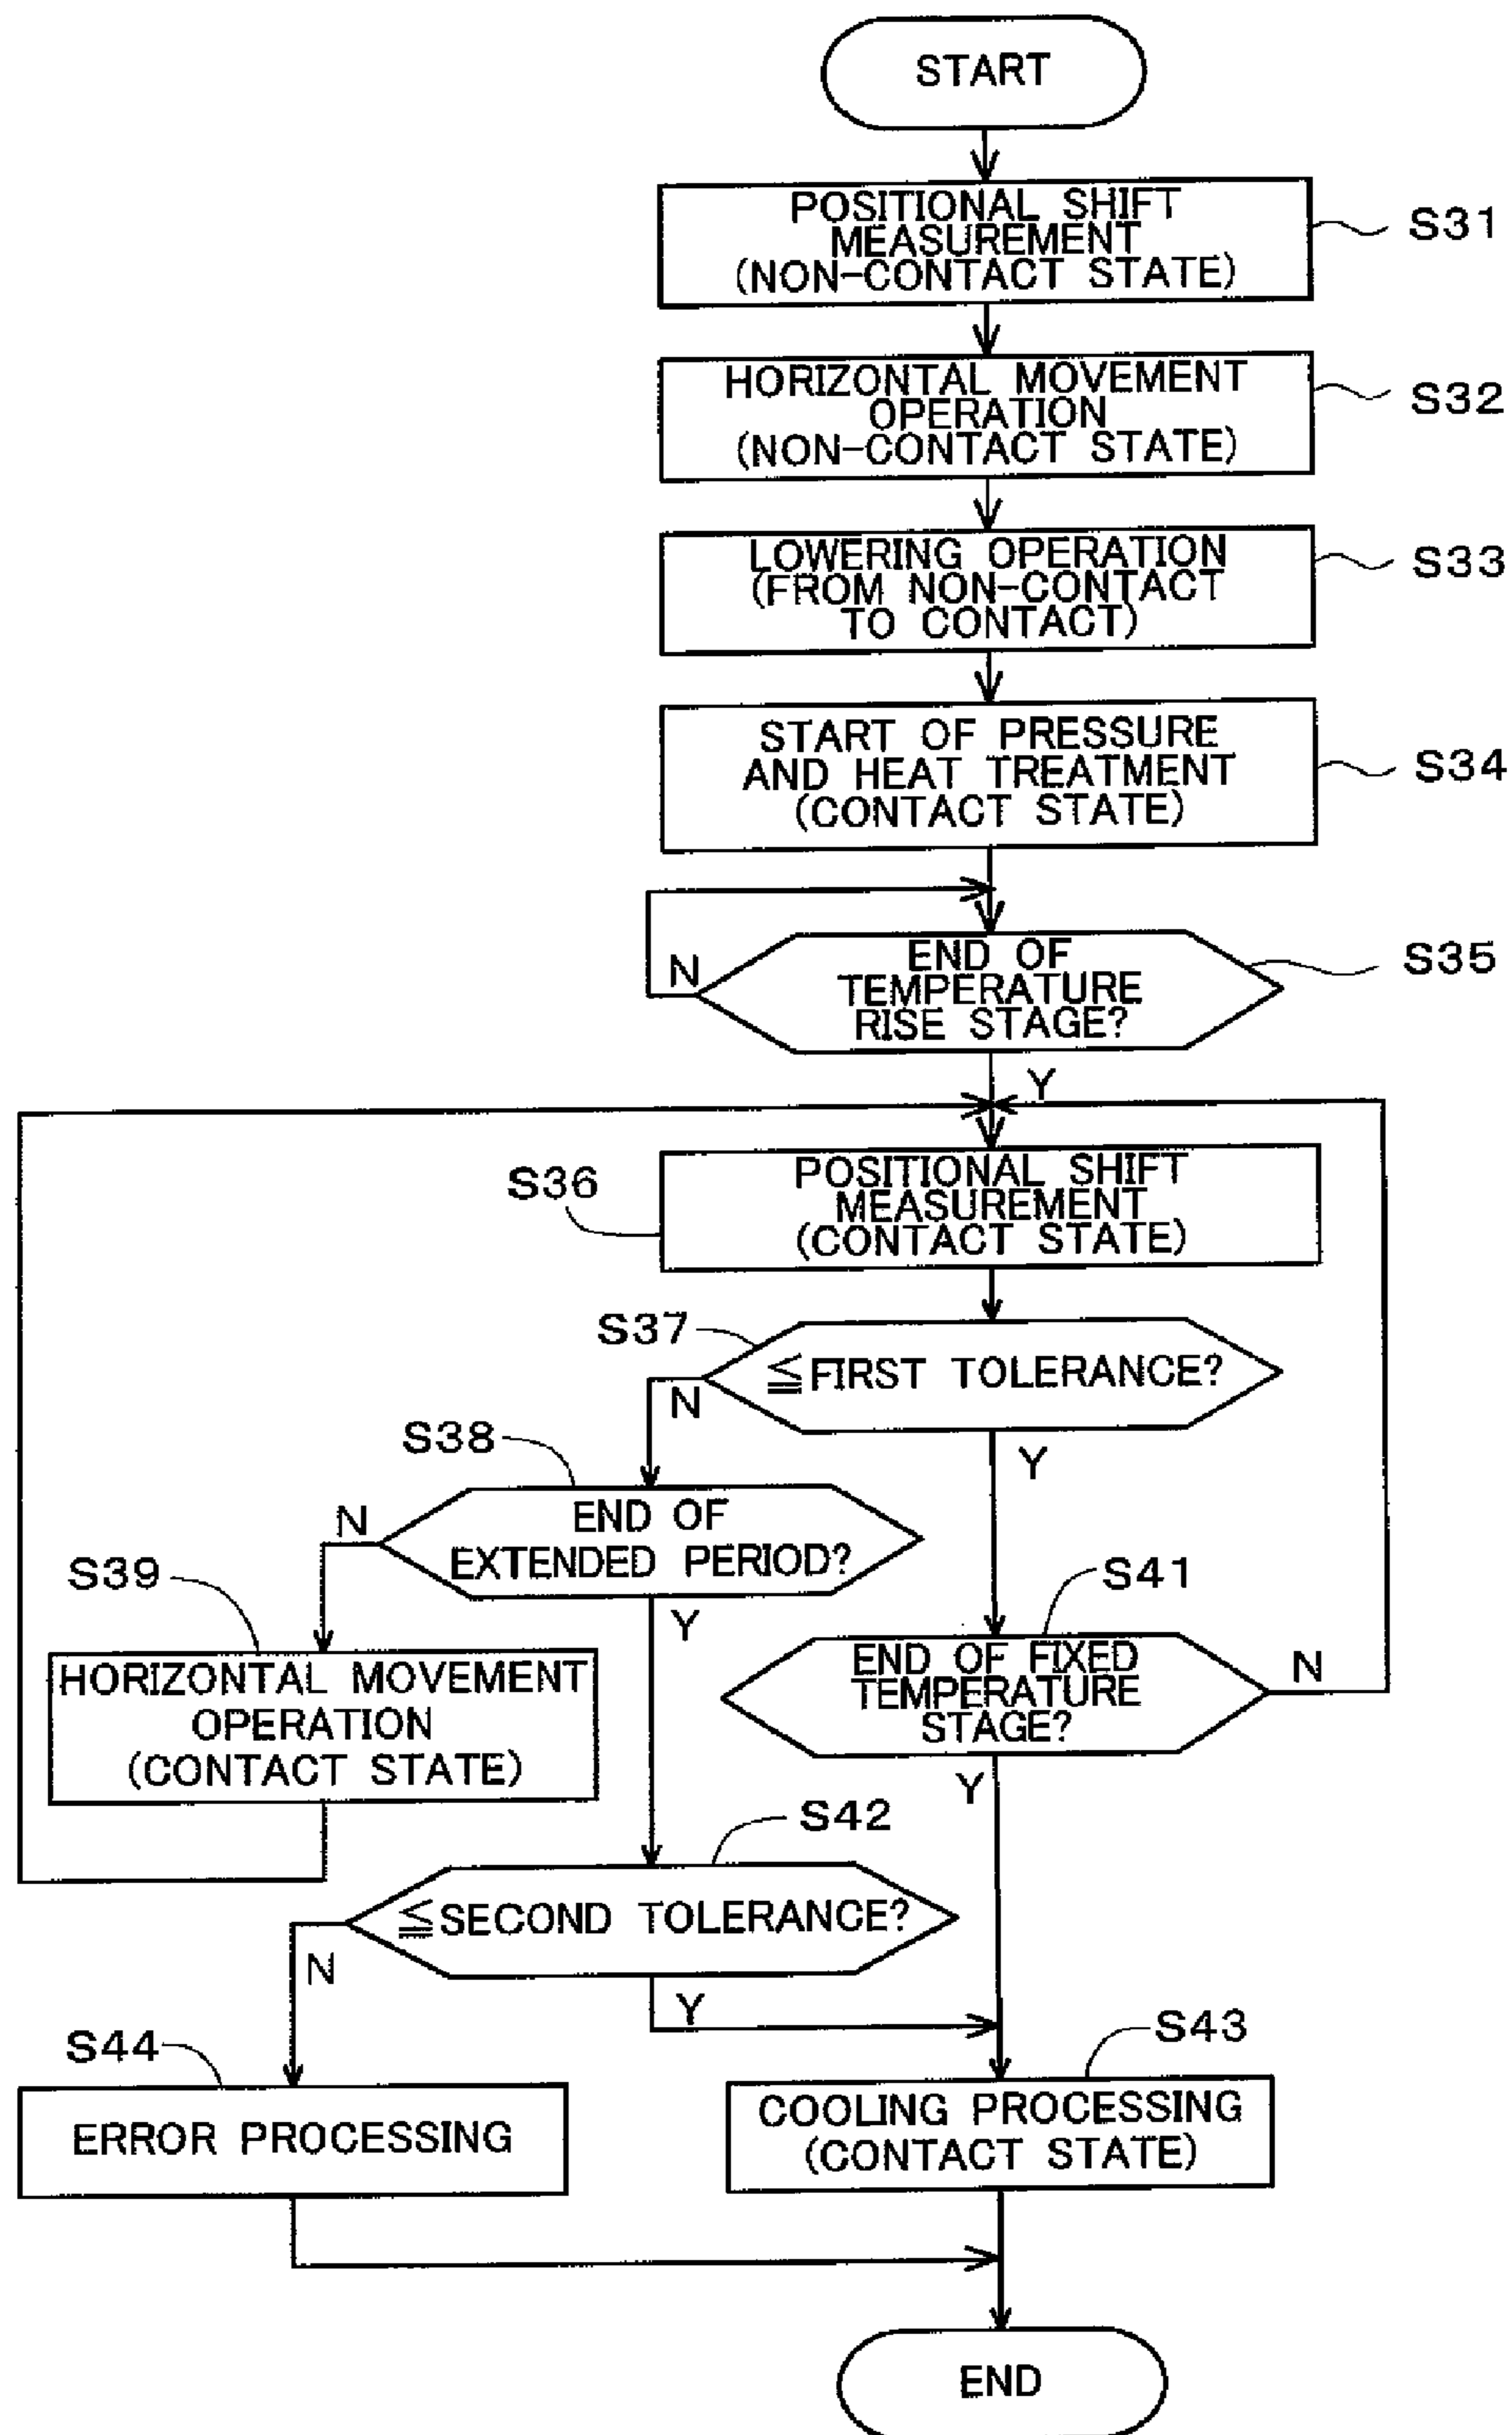 START
POSITIONAL SHIFT
MEASUREMENT
(NON-CONTACT STATE)
S31
HORIZONTAL MOVEMENT
OPERATION
(NON-CONTACT STATE)
S32
LOWERING OPERATION
(FROM NON-CONTACT
TO CONTACT)
S33
START OF PRESSURE
AND HEAT TREATMENT
(CONTACT STATE)
S34
END OF
TEMPERATURE
RISE STAGE?
S35
N
Y
S36
POSITIONAL SHIFT
MEASUREMENT
(CONTACT STATE)
S37
≦FIRST TOLERANCE?
N
Y
S38
END OF
EXTENDED PERIOD?
N
Y
S39
HORIZONTAL MOVEMENT
OPERATION
(CONTACT STATE)
S41
END OF FIXED
TEMPERATURE
STAGE?
N
Y
S42
≦SECOND TOLERANCE?
N
Y
S44
ERROR PROCESSING
S43
COOLING PROCESSING
(CONTACT STATE)
END